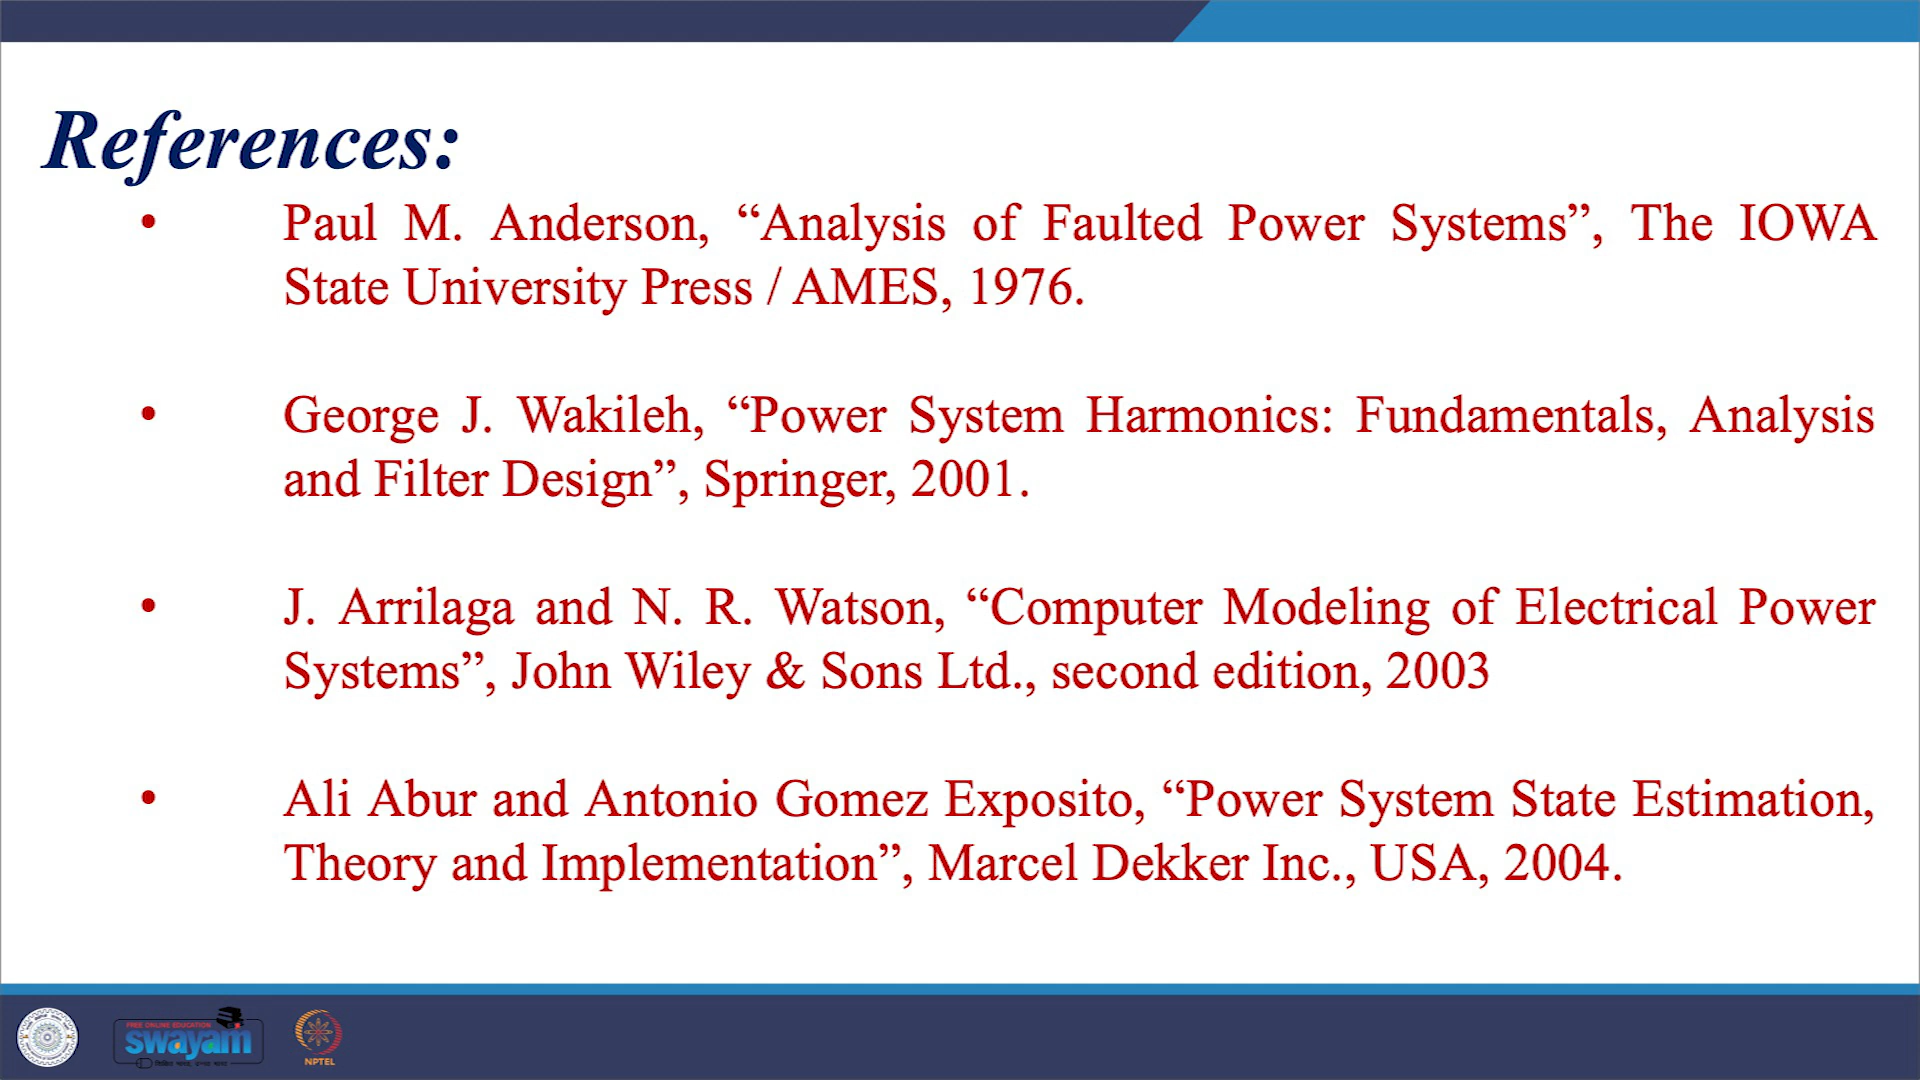 References:
• Paul M. Anderson, “Analysis of Faulted Power Systems”, The IOWA
State University Press / AMES, 1976.
• George J. Wakileh, “Power System Harmonics: Fundamentals, Analysis
and Filter Design”, Springer, 2001.
• J. Arrilaga and N. R. Watson, “Computer Modeling of Electrical Power
Systems”, John Wiley & Sons Ltd., second edition, 2003
• Ali Abur and Antonio Gomez Exposito, “Power System State Estimation,
Theory and Implementation”, Marcel Dekker Inc., USA, 2004.
FREE ONLINE EDUCATION
swayam
NPTEL